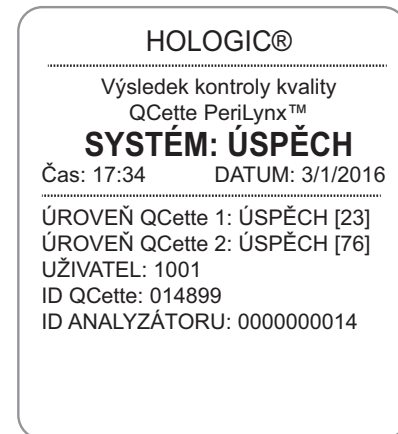 HOLOGIC®
Výsledek kontroly kvality
QCette PeriLynx™
SYSTÉM: ÚSPĚCH
Čas: 17:34 DATUM: 3/1/2016
ÚROVEŇ QCette 1: ÚSPĚCH [23]
ÚROVEŇ QCette 2: ÚSPĚCH [76]
UŽIVATEL: 1001
ID QCette: 014899
ID ANALYZÁTORU: 0000000014